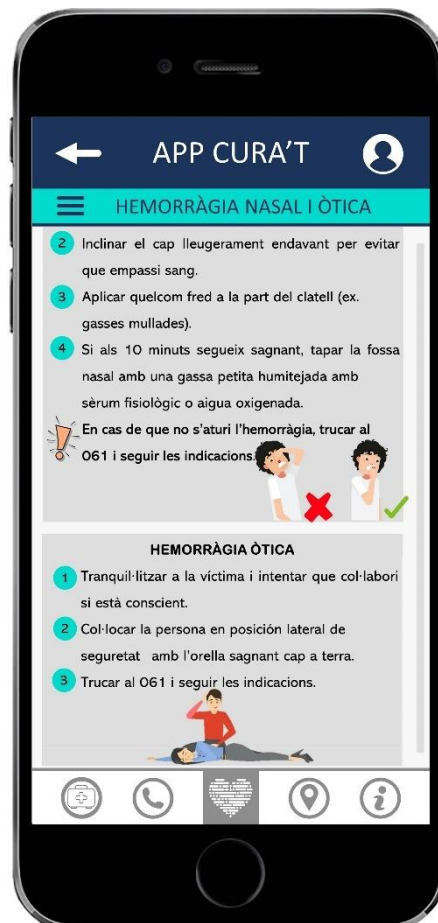 APP CURA'T
HEMORRÀGIA NASAL I ÒTICA
2 Inclinar el cap lleugerament endavant per evitar
que empassi sang.
3 Aplicar quelcom fred a la part del clatell (ex.
gasses mullades).
4 Si als 10 minuts segueix sagnant, tapar la fossa
nasal amb una gassa petita humitejada amb
sèrum fisiològic o aigua oxigenada.
En cas de que no s'aturi l'hemorràgia, trucar al
061 i seguir les indicacions
HEMORRÀGIA ÒTICA
1 Tranquil·litzar a la víctima i intentar que col·labori
si està conscient.
2 Col·locar la persona en posición lateral de
seguretat amb l'orella sagnant cap a terra.
3 Trucar al 061 i seguir les indicacions.